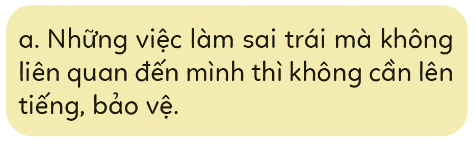 a. Những việc làm sai trái mà không
liên quan đến mình thì không cần lên
tiếng, bảo vệ.